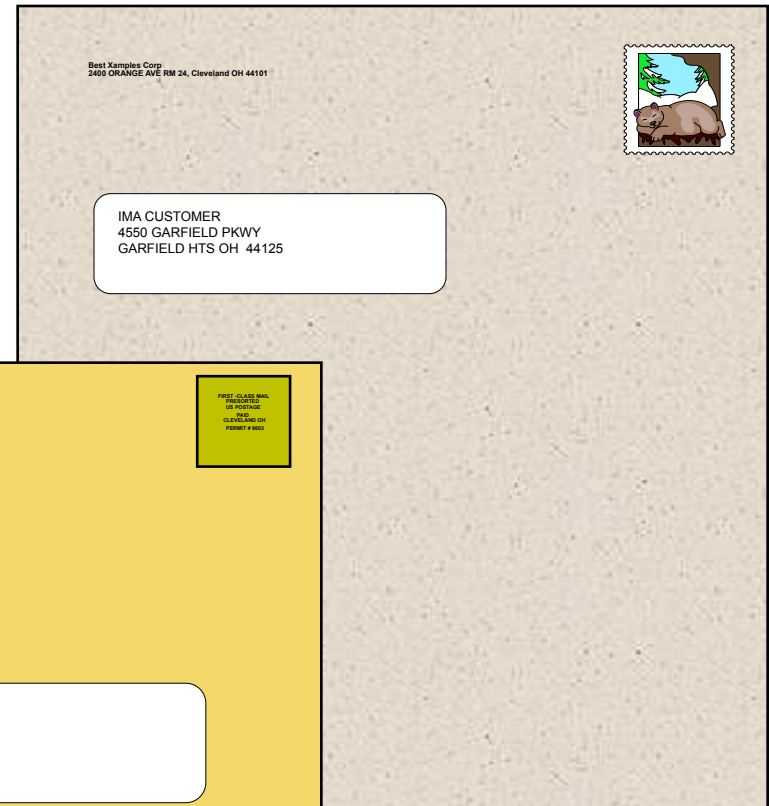 Best Xamples Corp
2400 ORANGE AVE RM 24, Cleveland OH 44101
IMA CUSTOMER
4550 GARFIELD PKWY
GARFIELD HTS OH  44125
FIRST -CLASS MAIL
PRESORTED
US POSTAGE
PAID
CLEVELAND OH
PERMIT # 9603